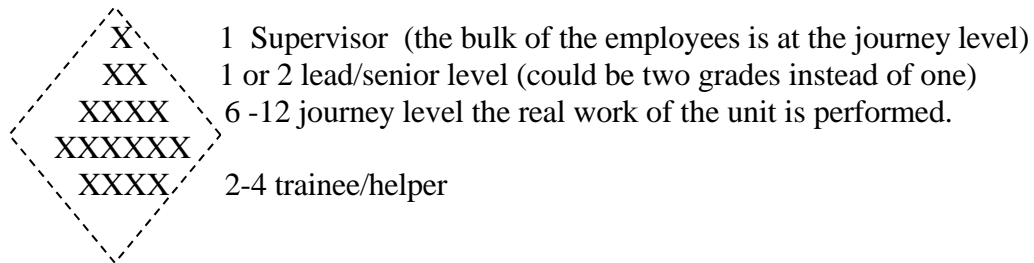 X 1 Supervisor (the bulk of the employees is at the journey level)
XX 1 or 2 lead/senior level (could be two grades instead of one)
XXXX 6 -12 journey level the real work of the unit is performed.
XXXXXX
XXXX 2-4 trainee/helper